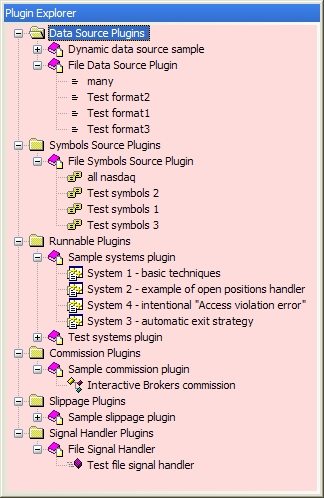 Plugin Explorer
Data Source Plugins
Dynamic data source sample
File Data Source Plugin
many
Test format2
Test format1
Test format3
Symbols Source Plugins
File Symbols Source Plugin
all nasdaq
Test symbols 2
Test symbols 1
Test symbols 3
Runnable Plugins
Sample systems plugin
System 1 - basic techniques
System 2 - example of open positions handler
System 4 - intentional "Access violation error"
System 3 - automatic exit strategy
Test systems plugin
Commission Plugins
Sample commission plugin
Interactive Brokers commission
Slippage Plugins
Sample slippage plugin
Signal Handler Plugins
File Signal Handler
Test file signal handler